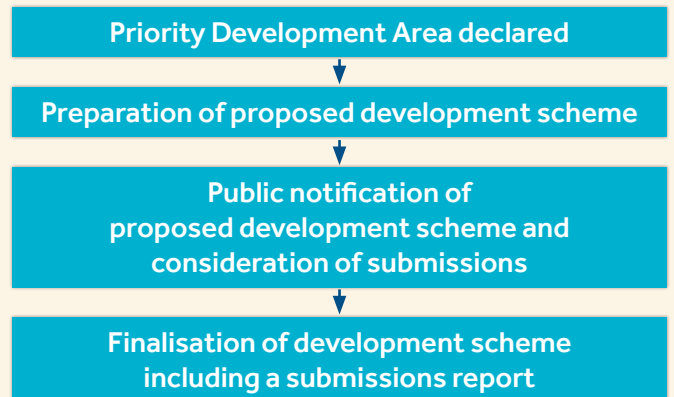 Priority Development Area declared
Preparation of proposed development scheme
Public notification of
proposed development scheme and
consideration of submissions
Finalisation of development scheme
including a submissions report